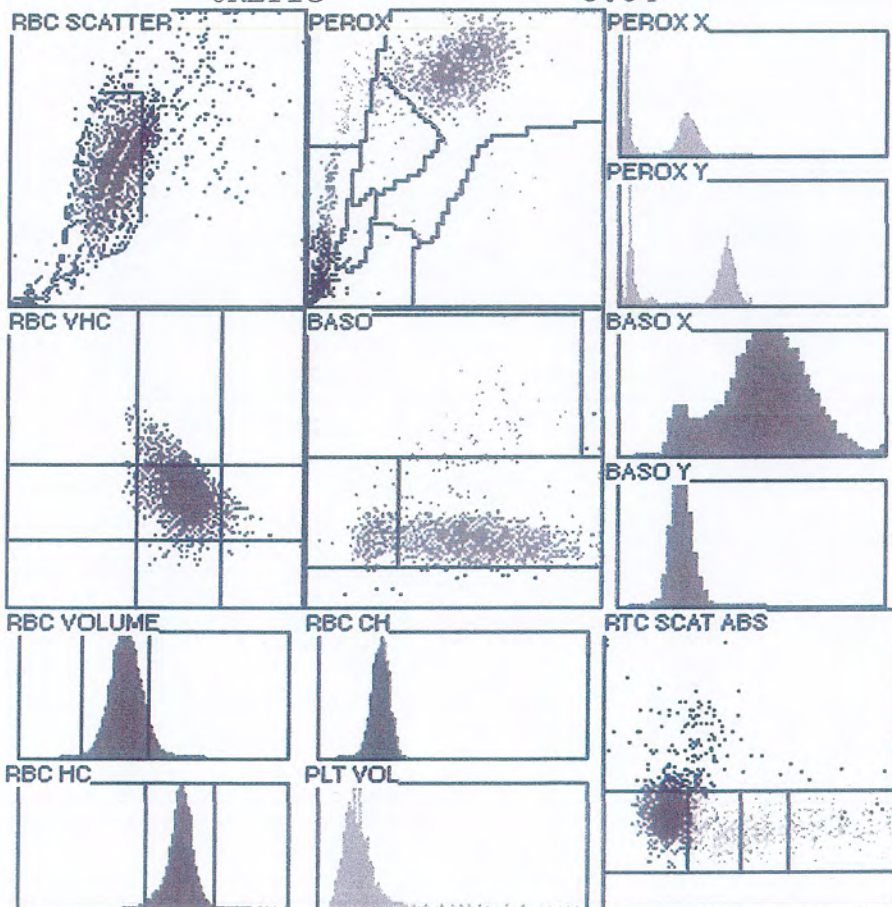 RBC SCATTER
PEROX
PEROX X
PEROX Y
RBC VHC
BASO
BASO X
BASO Y
RBC VOLUME
RBC CH
RTC SCAT ABS
RBC HC
PLT VOL